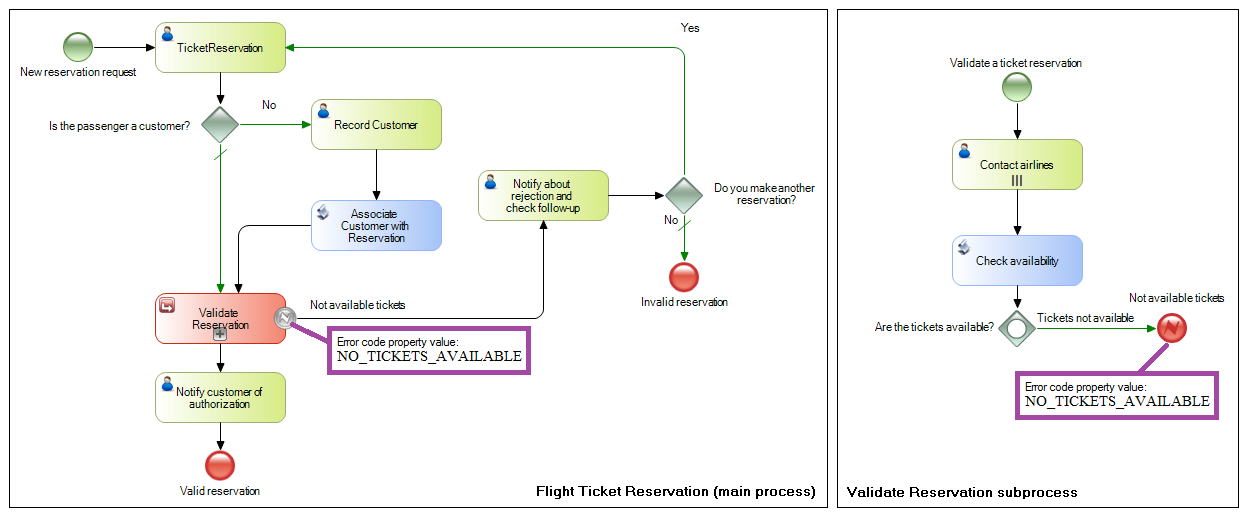 Yes
TicketReservation
New reservation request
No
Is the passenger a customer?
Record Customer
Notify about
rejection and
check follow-up
Do you make another
reservation?
No
Associate
Customer with
Reservation
Invalid reservation
Not available tickets
Validate
Reservation
Error code property value:
NO_TICKETS_AVAILABLE
Notify customer of
authorization
Valid reservation
Flight Ticket Reservation (main process)
Validate a ticket reservation
Contact airlines
Check availability
Not available tickets
Are the tickets available?
Tickets not available
Error code property value:
NO_TICKETS_AVAILABLE
Validate Reservation subprocess